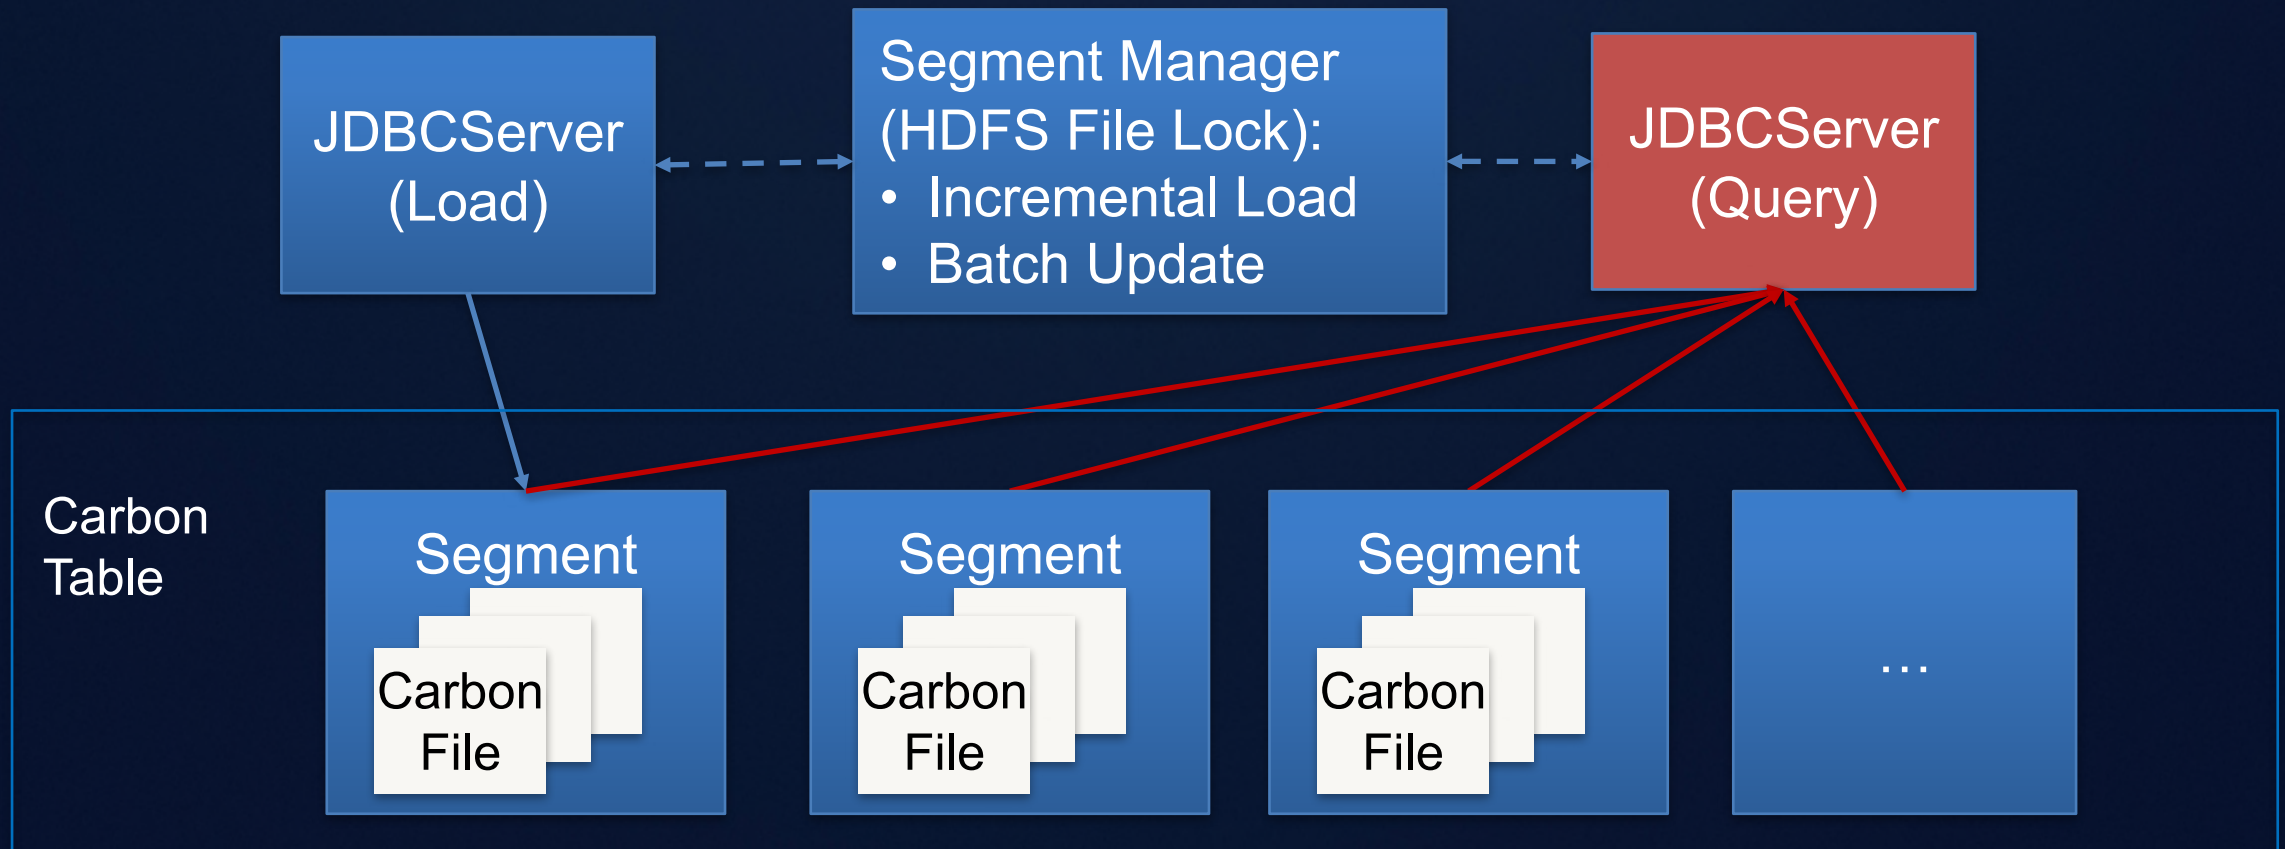 JDBCServer
(Load)
Segment Manager
(HDFS File Lock):
• Incremental Load
• Batch Update
JDBCServer
(Query)
Carbon
Table
Segment
Carbon
File
Segment
Carbon
File
Segment
Carbon
File
…